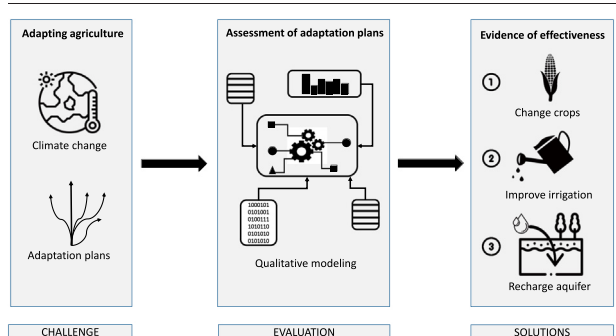 Adapting agriculture
Climate change
Adaptation plans
CHALLENGE
Assessment of adaptation plans
1000101
0101001
0100111
1010110
0101010
0101010
Qualitative modeling
EVALUATION
Evidence of effectiveness
1
Change crops
2
Improve irrigation
3
Recharge aquifer
SOLUTIONS